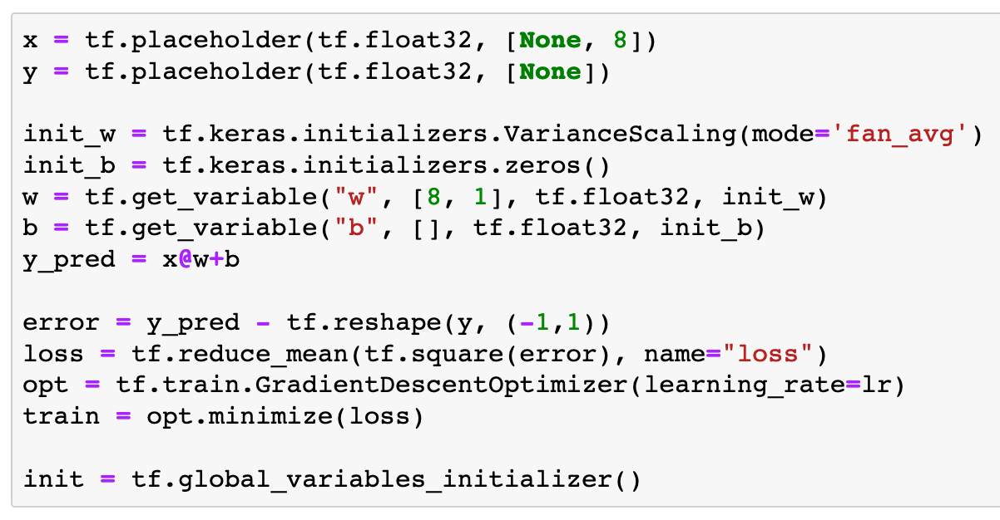 x = tf.placeholder(tf.float32, [None, 8])
y = tf.placeholder(tf.float32, [None])
init_w = tf.keras.initializers.VarianceScaling(mode='fan_avg')
init_b = tf.keras.initializers.zeros()
w = tf.get_variable("w", [8, 1], tf.float32, init_w)
b = tf.get_variable("b", [], tf.float32, init_b)
y_pred = x@w+b
error = y_pred - tf.reshape(y, (-1,1))
loss = tf.reduce_mean(tf.square(error), name="loss")
opt = tf.train.GradientDescentOptimizer(learning_rate=lr)
train = opt.minimize(loss)
init = tf.global_variables_initializer()